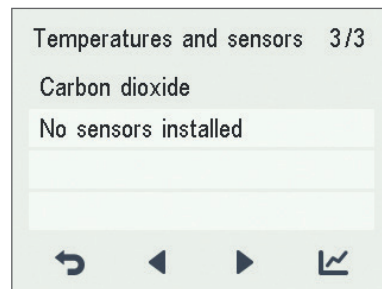 Temperatures and sensors 3/3
Carbon dioxide
No sensors installed